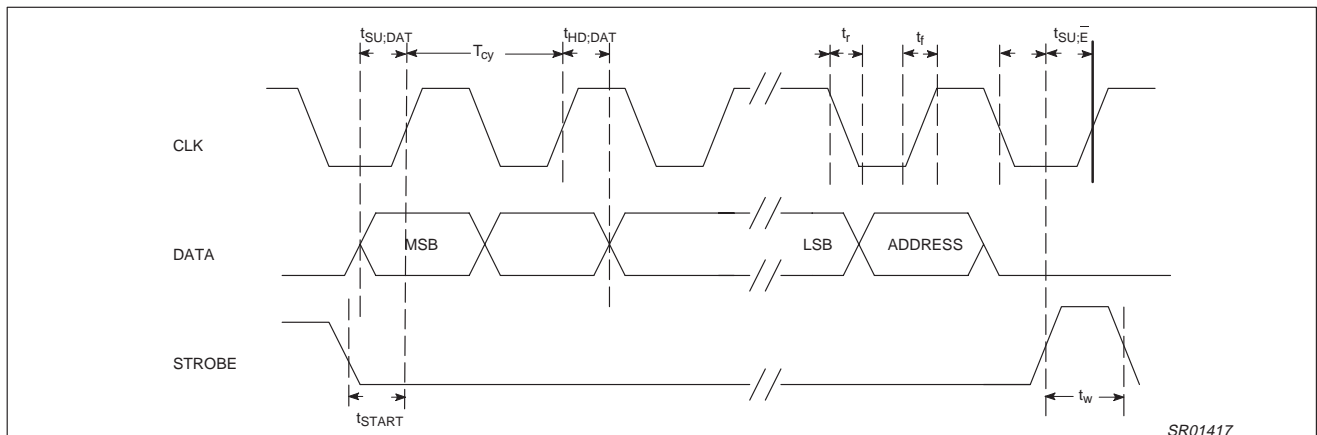 tSU;DAT Tcy tHD;DAT tr tf tSU;E̅
CLK
DATA MSB LSB ADDRESS
STROBE
tSTART tw
SR01417